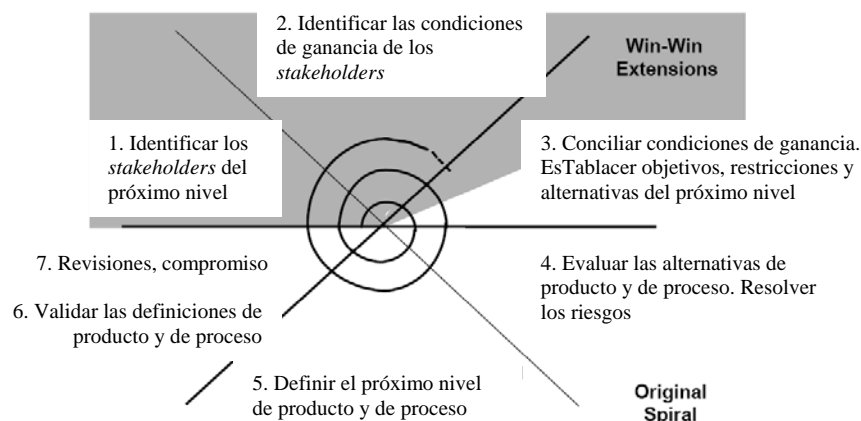 2. Identificar las condiciones
de ganancia de los
stakeholders
Win-Win
Extensions
1. Identificar los
stakeholders del
próximo nivel
3. Conciliar condiciones de ganancia.
EsTablacer objetivos, restricciones y
alternativas del próximo nivel
7. Revisiones, compromiso
4. Evaluar las alternativas de
producto y de proceso. Resolver
los riesgos
6. Validar las definiciones de
producto y de proceso
5. Definir el próximo nivel
de producto y de proceso
Original
Spiral